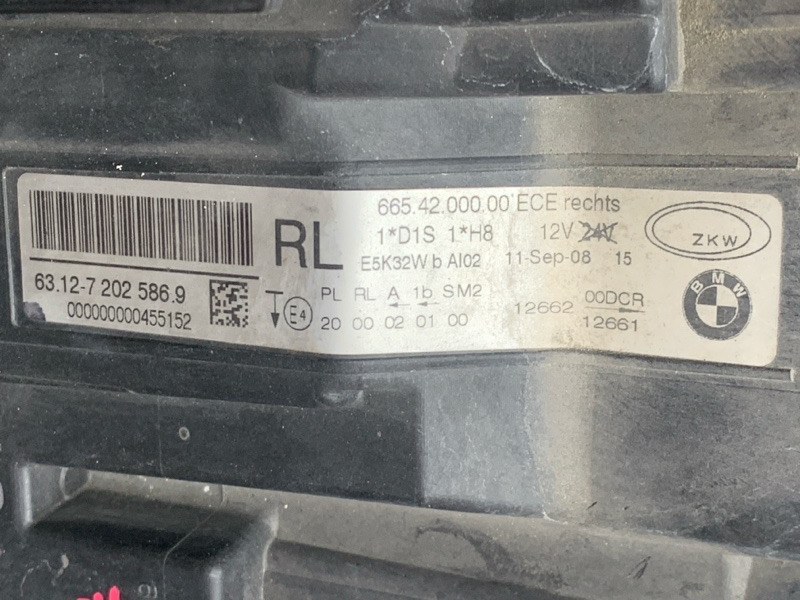 665.42.000.00 ECE rechts
RL
1*D1S 1*H8 12V 24V
ZKW
E5K32W b AI02 11-Sep-08 15
63.12-7 202 586.9
000000000455152
E4
PL RL A 1b SM2
20 00 02 01 00
12662 00DCR
12661
BMW